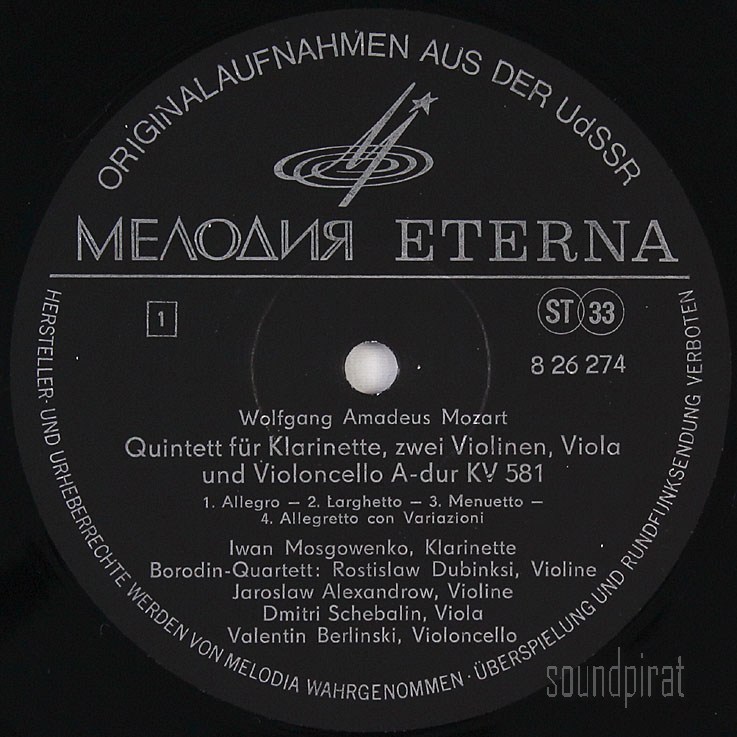 ORIGINALAUFNAHMEN AUS DER UdSSR
МЕЛОДИЯ ETERNA
1
ST 33
8 26 274
Wolfgang Amadeus Mozart
Quintett für Klarinette, zwei Violinen, Viola
und Violoncello A-dur KV 581
1. Allegro – 2. Larghetto – 3. Menuetto –
4. Allegretto con Variazioni
Iwan Mosgowenko, Klarinette
Borodin-Quartett: Rostislaw Dubinksi, Violine
Jaroslaw Alexandrow, Violine
Dmitri Schebalin, Viola
Valentin Berlinski, Violoncello
HERSTELLER- UND URHEBERRECHTE WERDEN VON MELODIA WAHRGENOMMEN · ÜBERSPIELUNG UND RUNDFUNKSENDUNG VERBOTEN
soundpirat